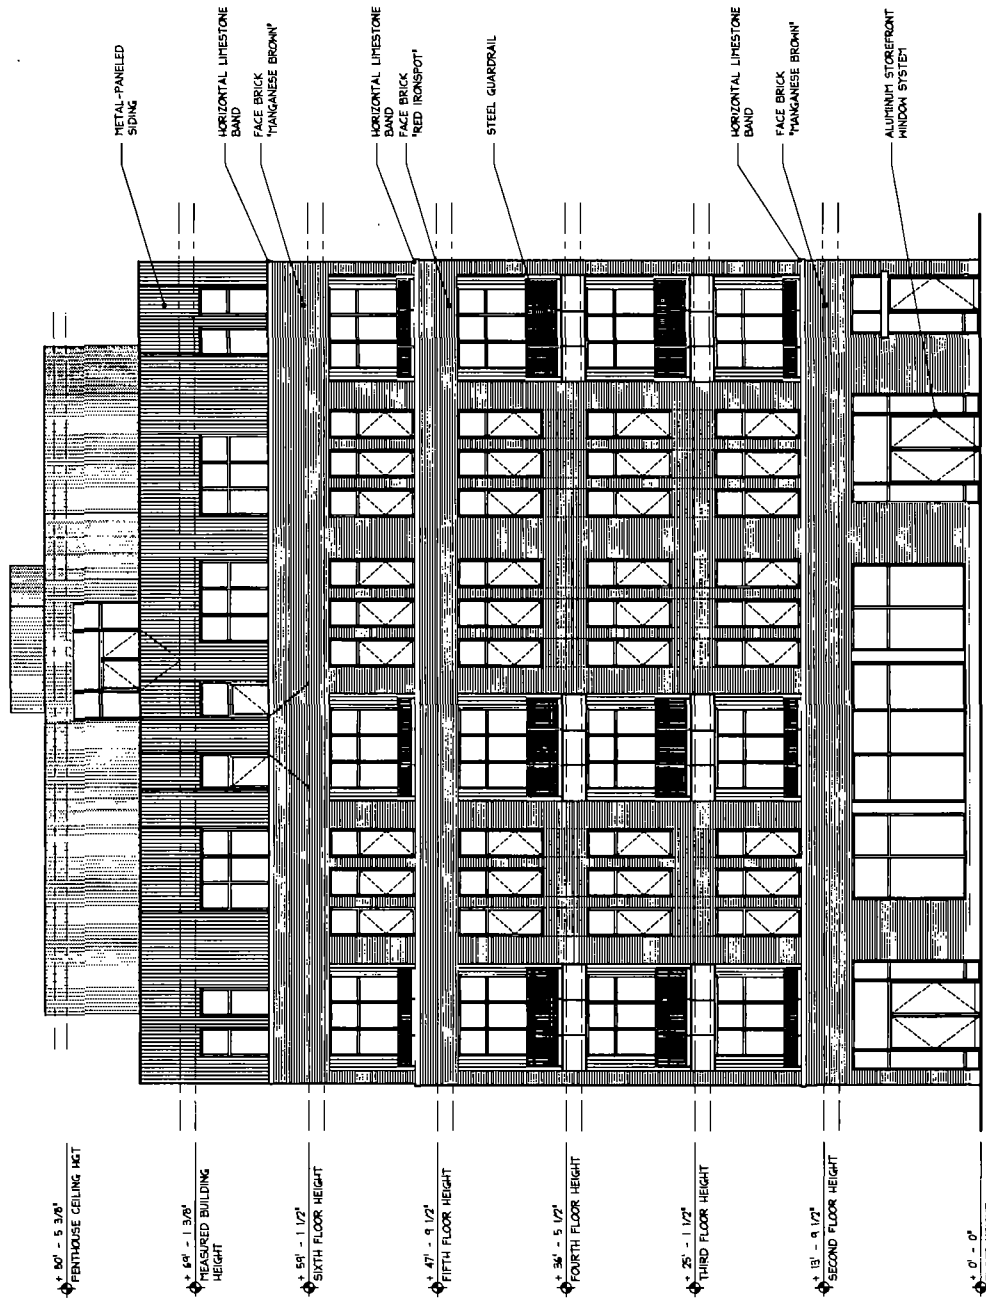 METAL-PANELED
SIDING
HORIZONTAL LIMESTONE
BAND
FACE BRICK
"MANGANESE BROWN"
HORIZONTAL LIMESTONE
BAND
FACE BRICK
"RED IRONSPOT"
STEEL GUARDRAIL
HORIZONTAL LIMESTONE
BAND
FACE BRICK
"MANGANESE BROWN"
ALUMINUM STOREFRONT
WINDOW SYSTEM
+ 80' - 5 3/8"
PENTHOUSE CEILING HGT
+ 69' - 1 3/8"
MEASURED BUILDING
HEIGHT
+ 59' - 1 1/2"
SIXTH FLOOR HEIGHT
+ 47' - 9 1/2"
FIFTH FLOOR HEIGHT
+ 36' - 5 1/2"
FOURTH FLOOR HEIGHT
+ 25' - 1 1/2"
THIRD FLOOR HEIGHT
+ 13' - 9 1/2"
SECOND FLOOR HEIGHT
+ 0' - 0"